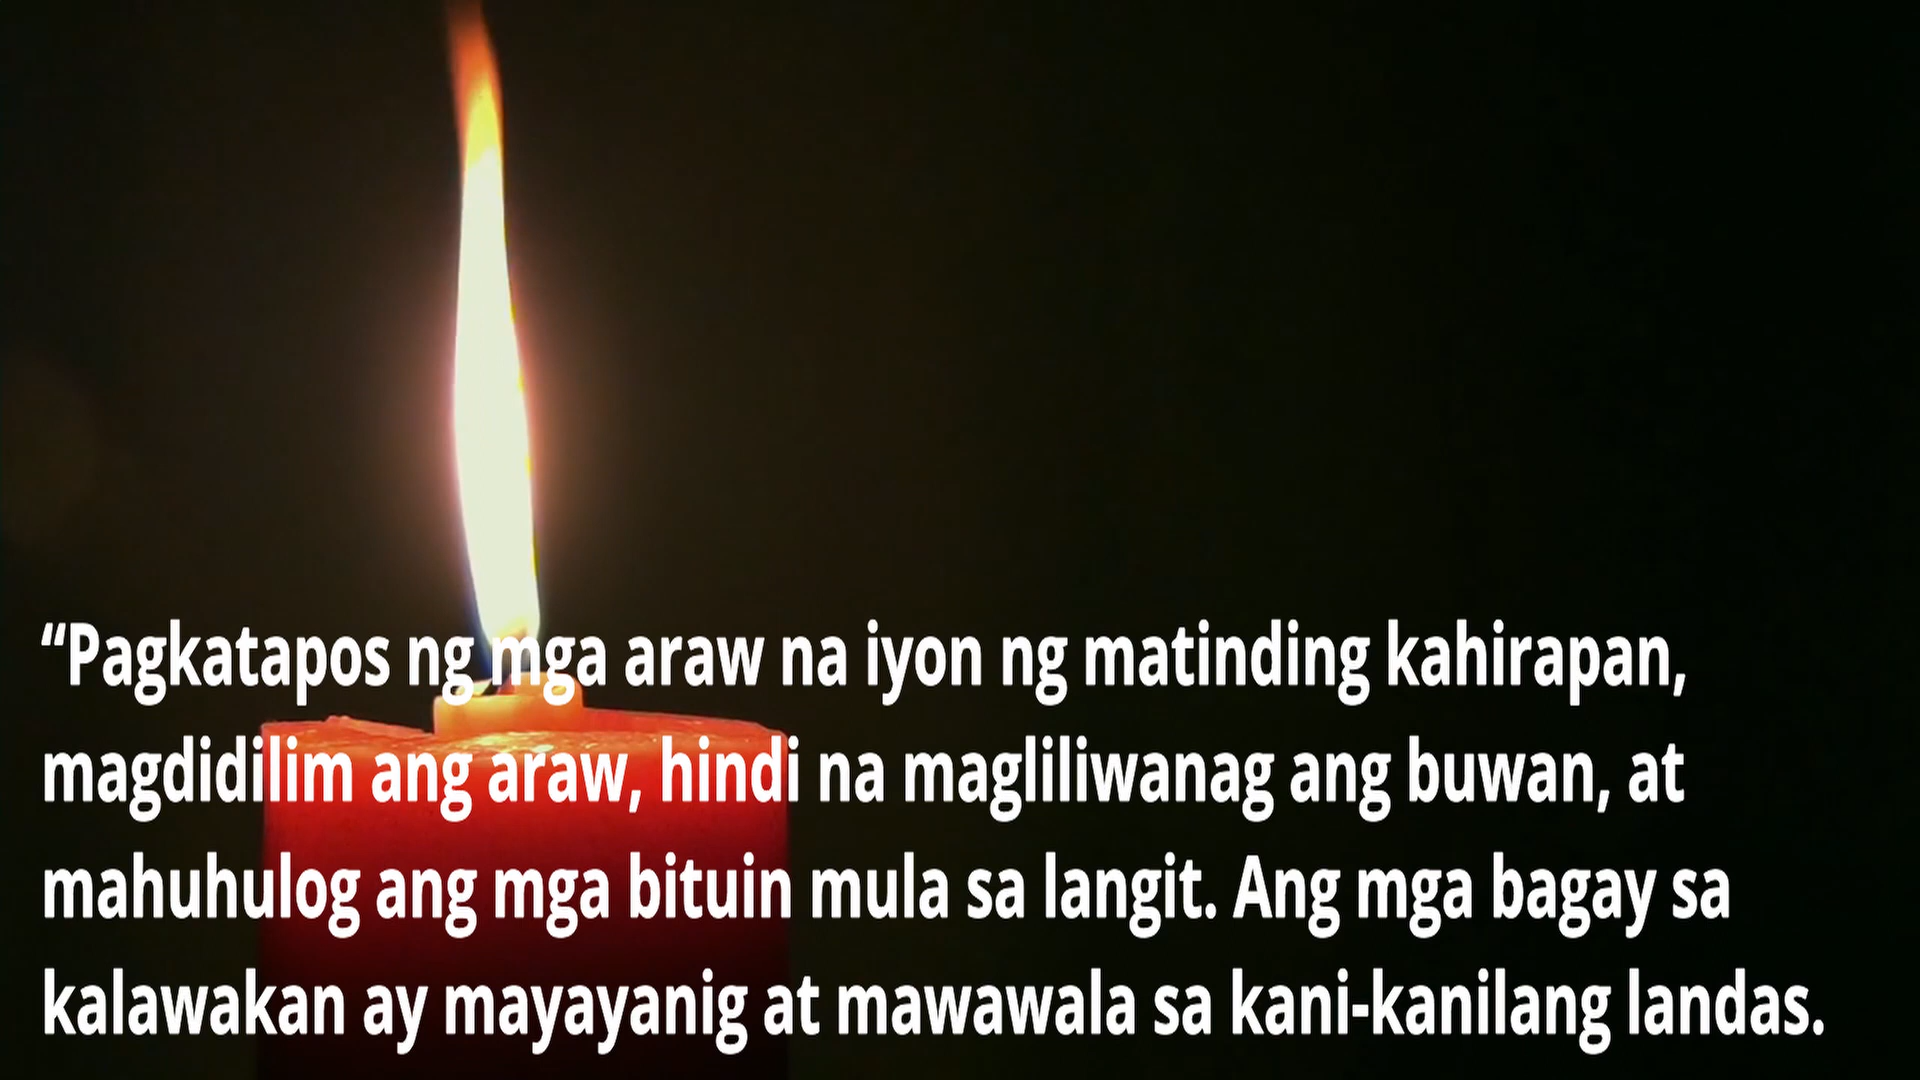 “Pagkatapos ng mga araw na iyon ng matinding kahirapan,
magdidilim ang araw, hindi na magliliwanag ang buwan, at
mahuhulog ang mga bituin mula sa langit. Ang mga bagay sa
kalawakan ay mayayanig at mawawala sa kani-kanilang landas.